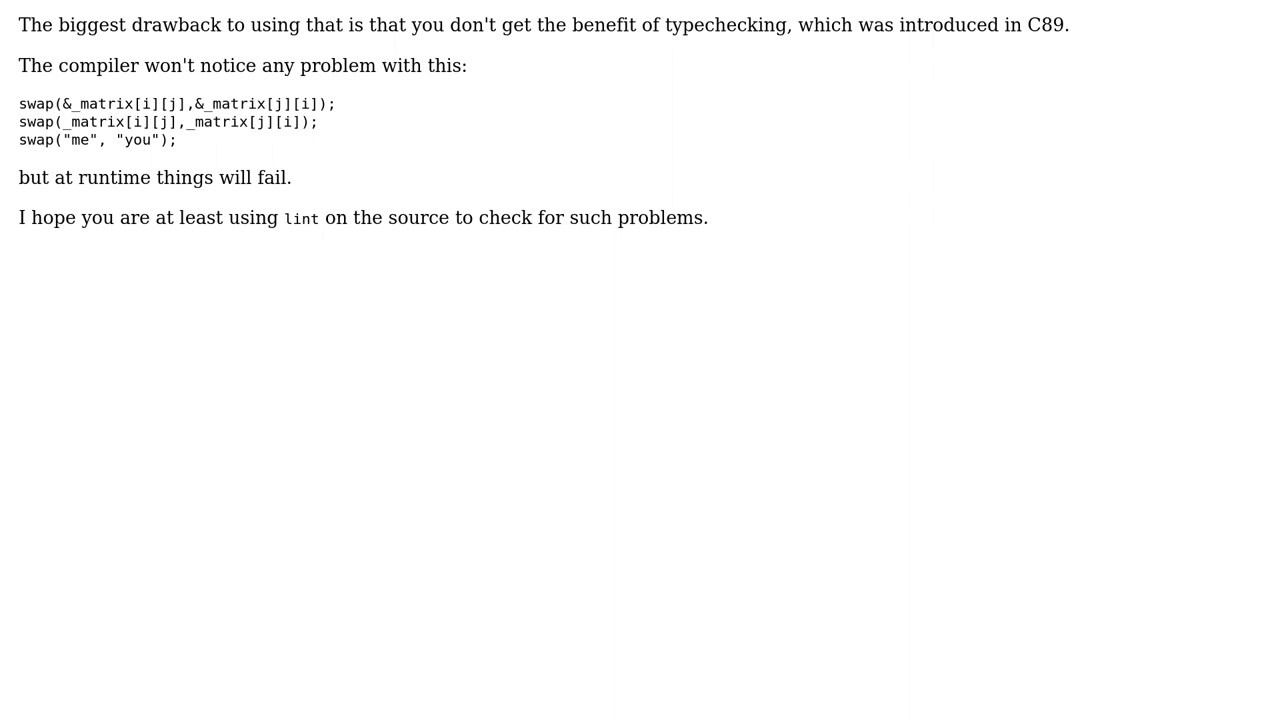 The biggest drawback to using that is that you don't get the benefit of typechecking, which was introduced in C89.
The compiler won't notice any problem with this:
swap(&_matrix[i][j],&_matrix[j][i]);
swap(_matrix[i][j],_matrix[j][i]);
swap("me", "you");
but at runtime things will fail.
I hope you are at least using lint on the source to check for such problems.